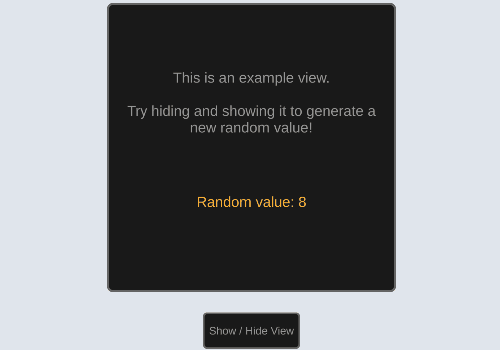 This is an example view.
Try hiding and showing it to generate a
new random value!
Random value: 8
Show / Hide View